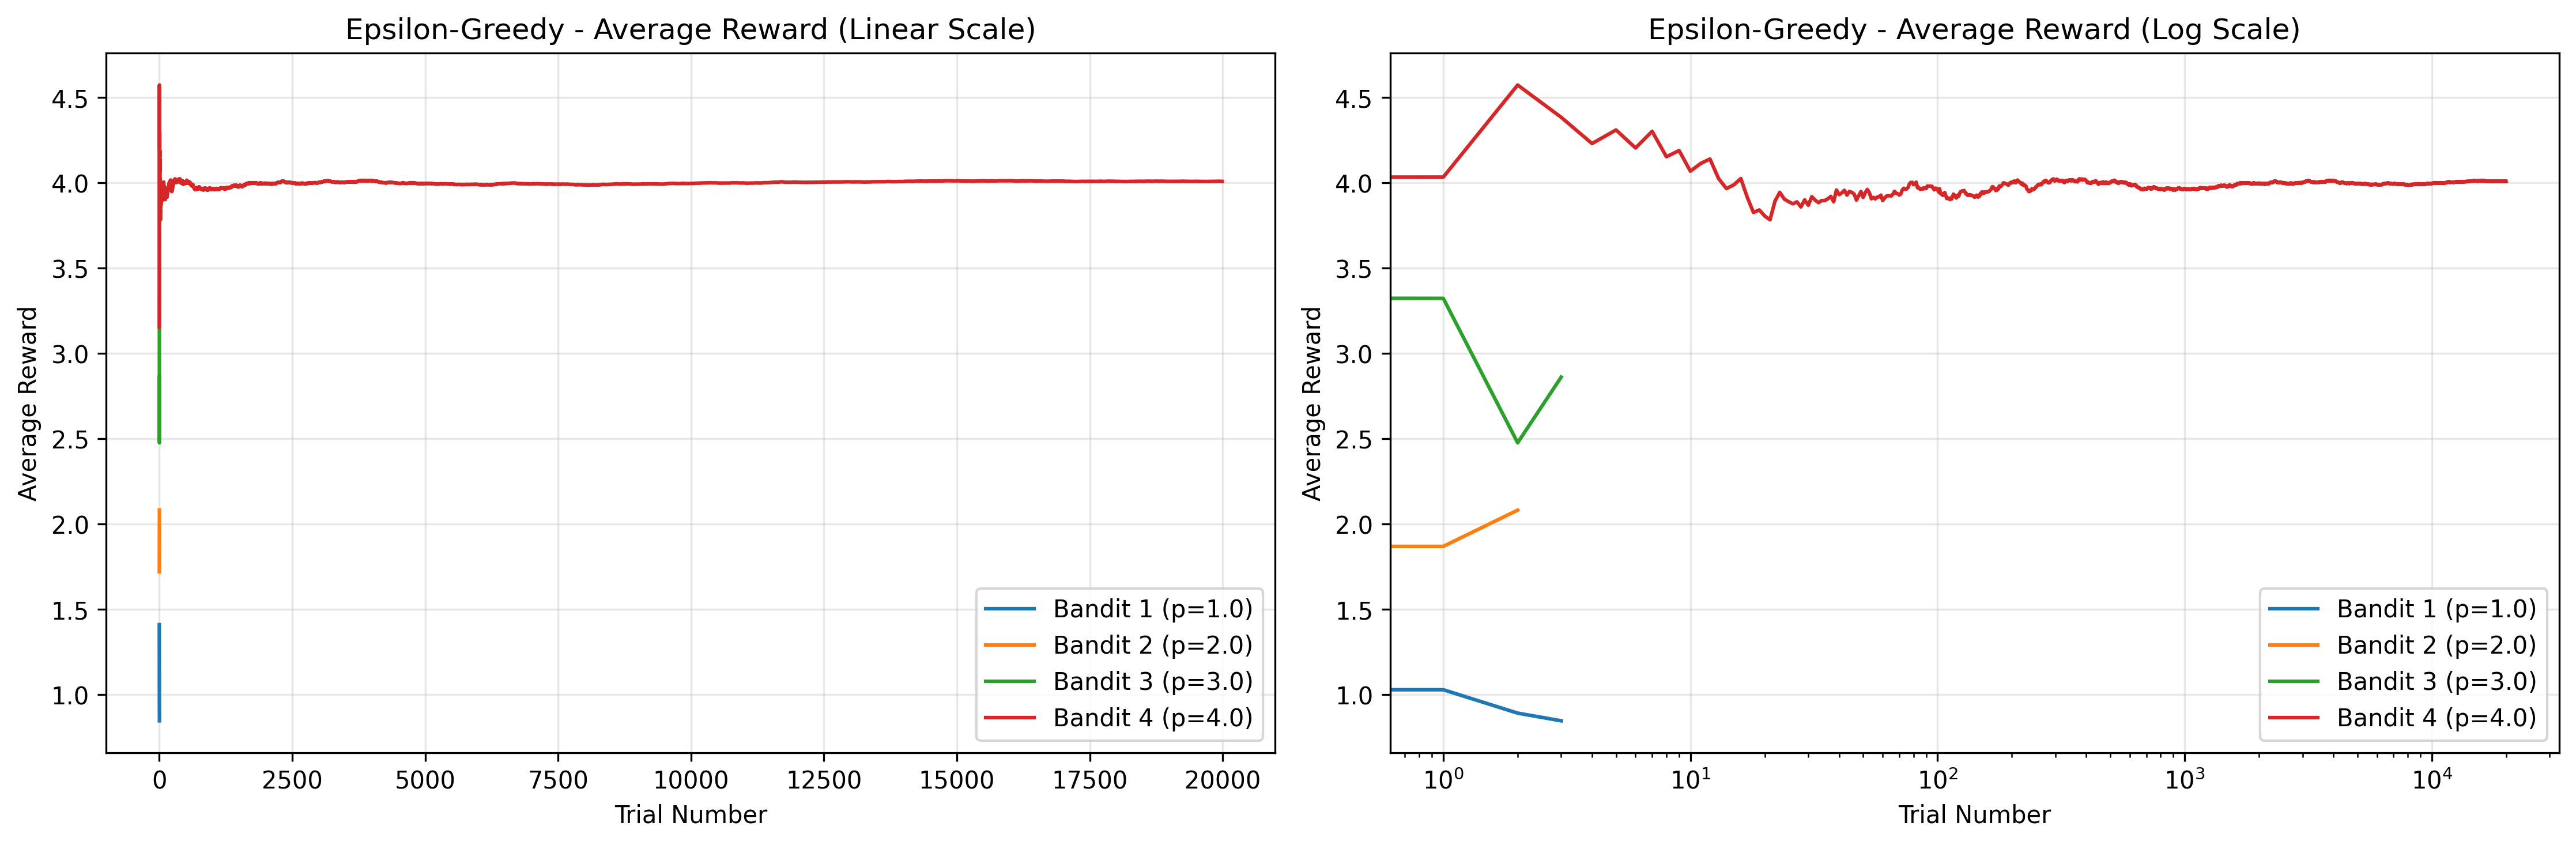 Epsilon-Greedy - Average Reward (Linear Scale)
Average Reward
4.5
4.0
3.5
3.0
2.5
2.0
1.5
1.0
Bandit 1 (p=1.0)
Bandit 2 (p=2.0)
Bandit 3 (p=3.0)
Bandit 4 (p=4.0)
0 2500 5000 7500 10000 12500 15000 17500 20000
Trial Number
Epsilon-Greedy - Average Reward (Log Scale)
Average Reward
4.5
4.0
3.5
3.0
2.5
2.0
1.5
1.0
Bandit 1 (p=1.0)
Bandit 2 (p=2.0)
Bandit 3 (p=3.0)
Bandit 4 (p=4.0)
10⁰ 10¹ 10² 10³ 10⁴
Trial Number